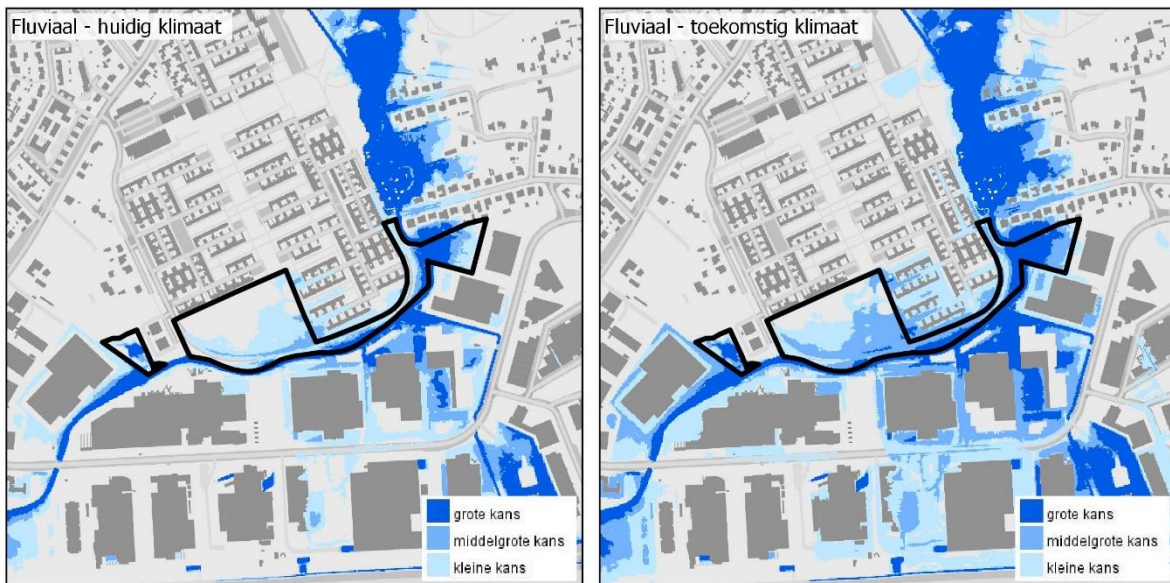 Fluviaal - huidig klimaat
grote kans
middelgrote kans
kleine kans
Fluviaal - toekomstig klimaat
grote kans
middelgrote kans
kleine kans